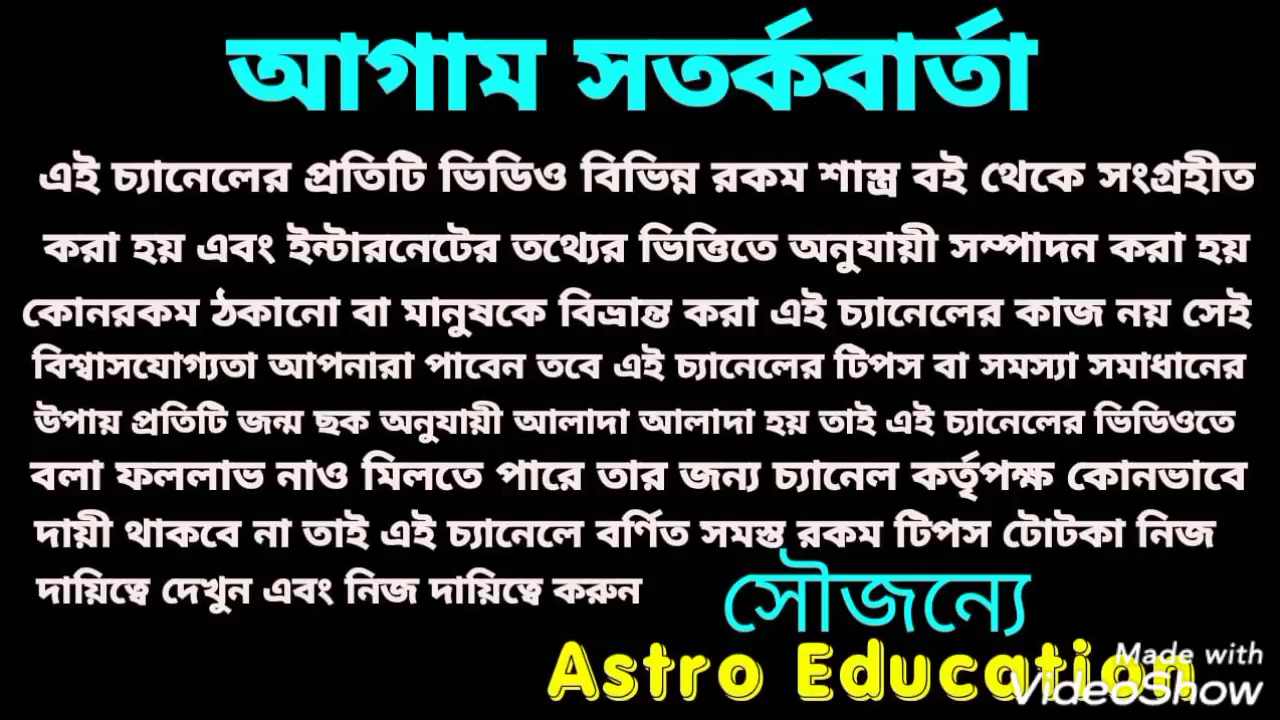 আগাম সতর্কবার্তা
এই চ্যানেলের প্রতিটি ভিডিও বিভিন্ন রকম শাস্ত্র বই থেকে সংগ্রহীত
করা হয় এবং ইন্টারনেটের তথ্যের ভিত্তিতে অনুযায়ী সম্পাদন করা হয়
কোনরকম ঠকানো বা মানুষকে বিভ্রান্ত করা এই চ্যানেলের কাজ নয় সেই
বিশ্বাসযোগ্যতা আপনারা পাবেন তবে এই চ্যানেলের টিপস বা সমস্যা সমাধানের
উপায় প্রতিটি জন্ম ছক অনুযায়ী আলাদা আলাদা হয় তাই এই চ্যানেলের ভিডিওতে
বলা ফললাভ নাও মিলতে পারে তার জন্য চ্যানেল কর্তৃপক্ষ কোনভাবে
দায়ী থাকবে না তাই এই চ্যানেলে বর্ণিত সমস্ত রকম টিপস টোটকা নিজ
দায়িত্বে দেখুন এবং নিজ দায়িত্বে করুন
সৌজন্যে
Astro Education
Made with
VideoShow